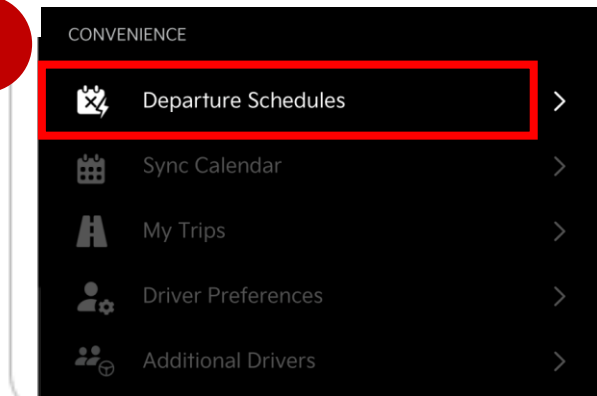 CONVENIENCE
Departure Schedules
Sync Calendar
My Trips
Driver Preferences
Additional Drivers